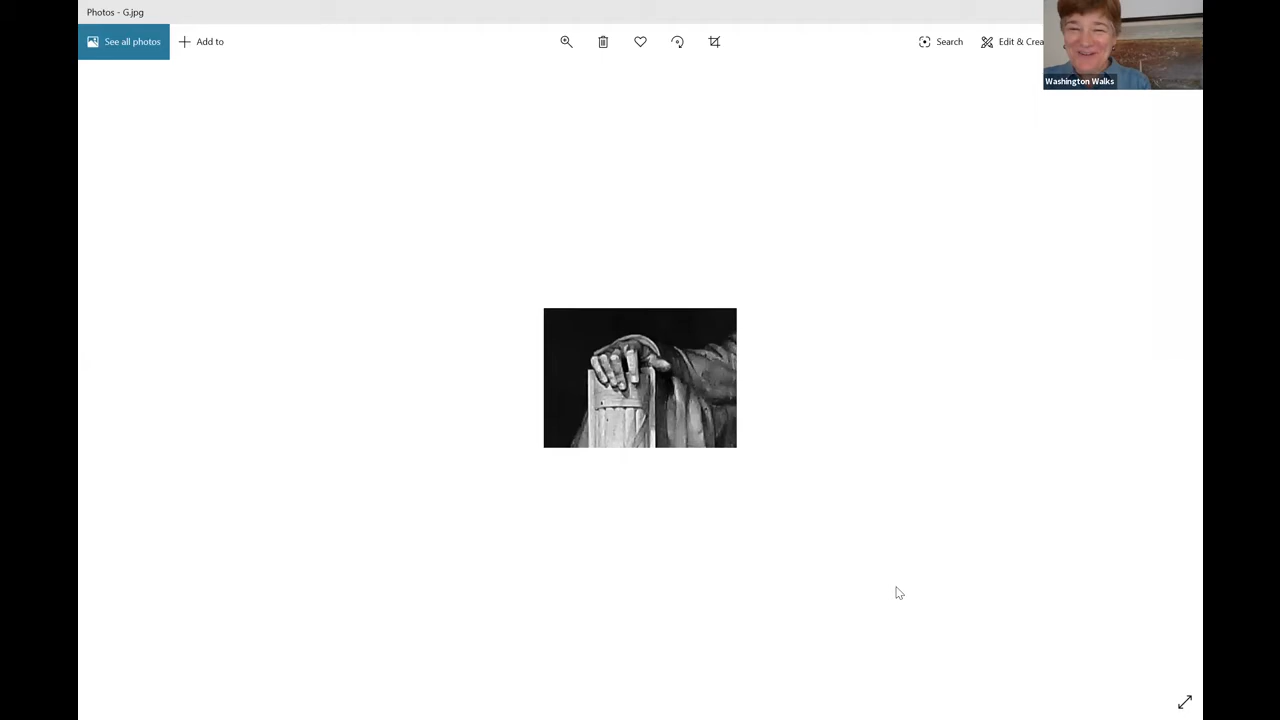 Photos - G.jpg
See all photos
Add to
Search
Edit & Crea
Washington Walks